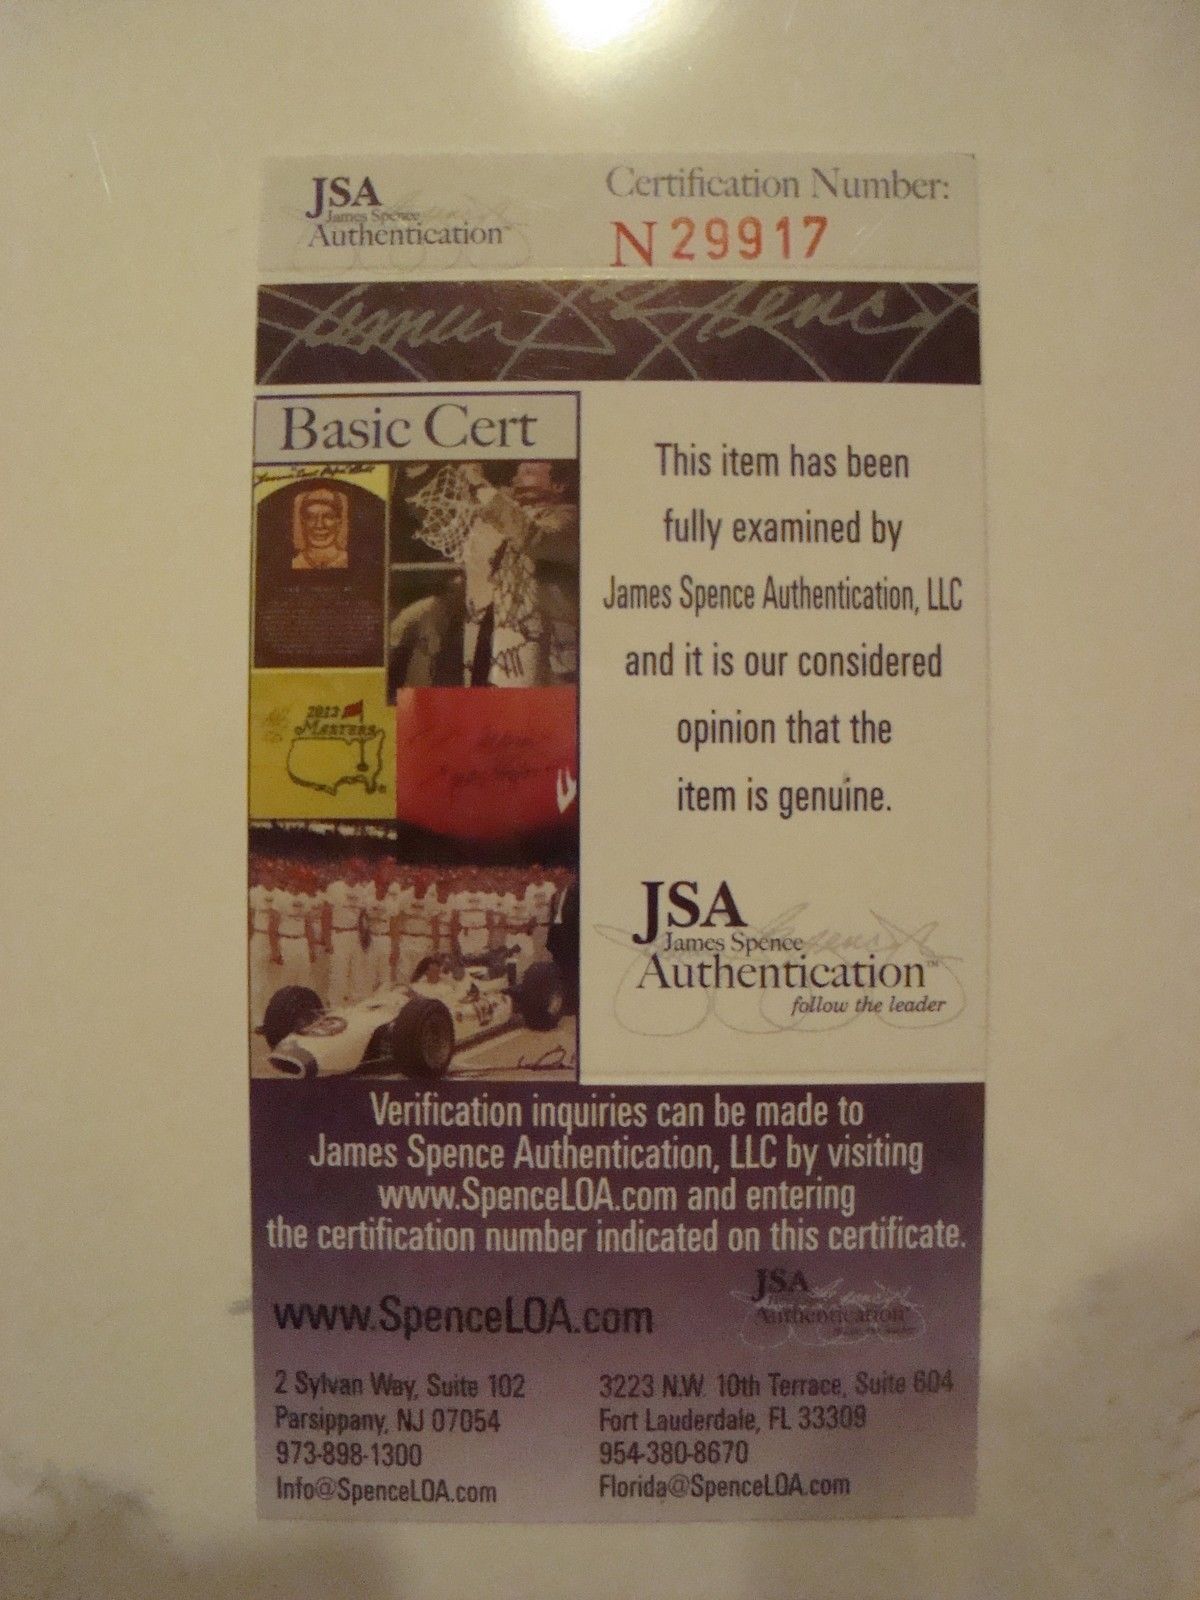 JSA
James Spence
Authentication™
Certification Number:
N29917
Basic Cert
2013
MASTERS
This item has been
fully examined by
James Spence Authentication, LLC
and it is our considered
opinion that the
item is genuine.
JSA
James Spence
Authentication™
follow the leader
Verification inquiries can be made to
James Spence Authentication, LLC by visiting
www.SpenceLOA.com and entering
the certification number indicated on this certificate.
www.SpenceLOA.com
JSA
Authentication
2 Sylvan Way, Suite 102
Parsippany, NJ 07054
973-898-1300
Info@SpenceLOA.com
3223 N.W. 10th Terrace, Suite 604
Fort Lauderdale, FL 33309
954-380-8670
Florida@SpenceLOA.com